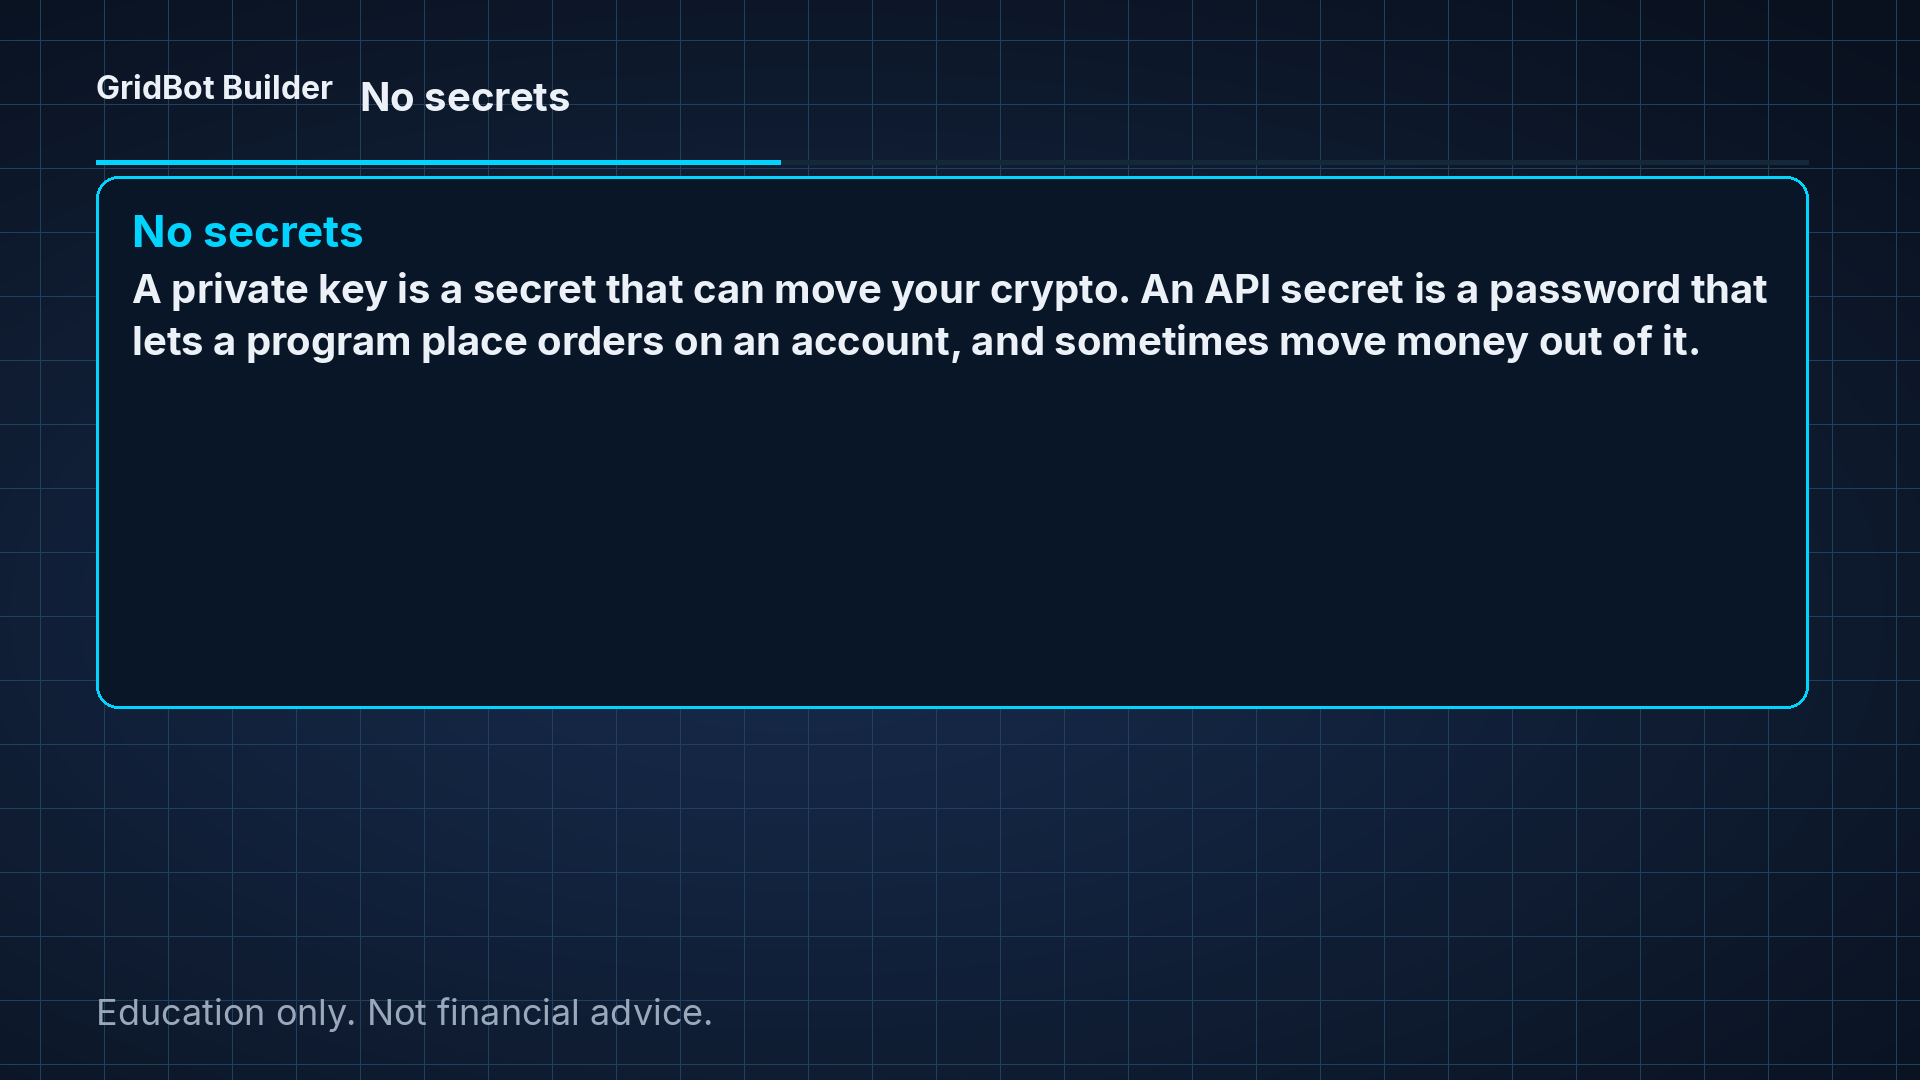 GridBot Builder
No secrets
No secrets
A private key is a secret that can move your crypto. An API secret is a password that
lets a program place orders on an account, and sometimes move money out of it.
Education only. Not financial advice.